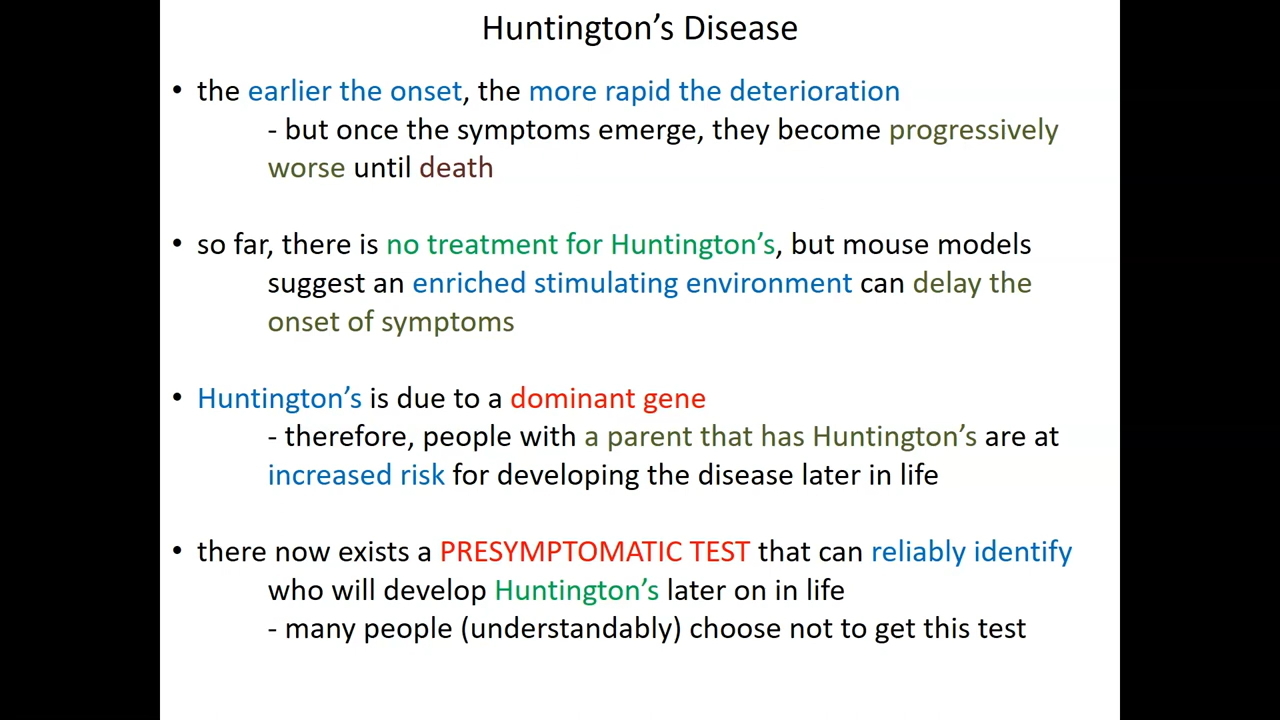 Huntington’s Disease
• the earlier the onset, the more rapid the deterioration
- but once the symptoms emerge, they become progressively
worse until death
• so far, there is no treatment for Huntington’s, but mouse models
suggest an enriched stimulating environment can delay the
onset of symptoms
• Huntington’s is due to a dominant gene
- therefore, people with a parent that has Huntington’s are at
increased risk for developing the disease later in life
• there now exists a PRESYMPTOMATIC TEST that can reliably identify
who will develop Huntington’s later on in life
- many people (understandably) choose not to get this test